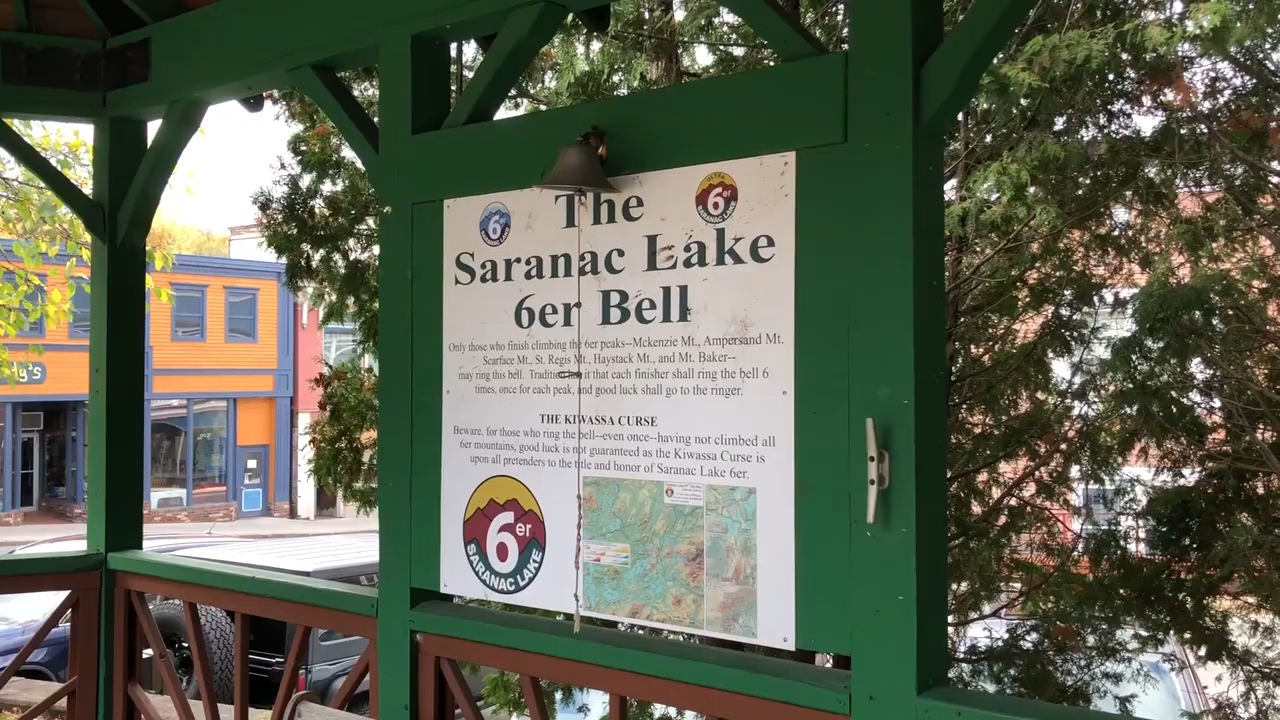 The
Saranac Lake
6er Bell
Only those who finish climbing the 6er peaks--Mckenzie Mt., Ampersand Mt.
Scarface Mt., St. Regis Mt., Haystack Mt., and Mt. Baker--
may ring this bell. Tradition has it that each finisher shall ring the bell 6
times, once for each peak, and good luck shall go to the ringer.
THE KIWASSA CURSE
Beware, for those who ring the bell--even once--having not climbed all
6er mountains, good luck is not guaranteed as the Kiwassa Curse is
upon all pretenders to the title and honor of Saranac Lake 6er.
6er
SARANAC LAKE
6er
SARANAC LAKE
ULTRA
6er
SARANAC LAKE
dy's